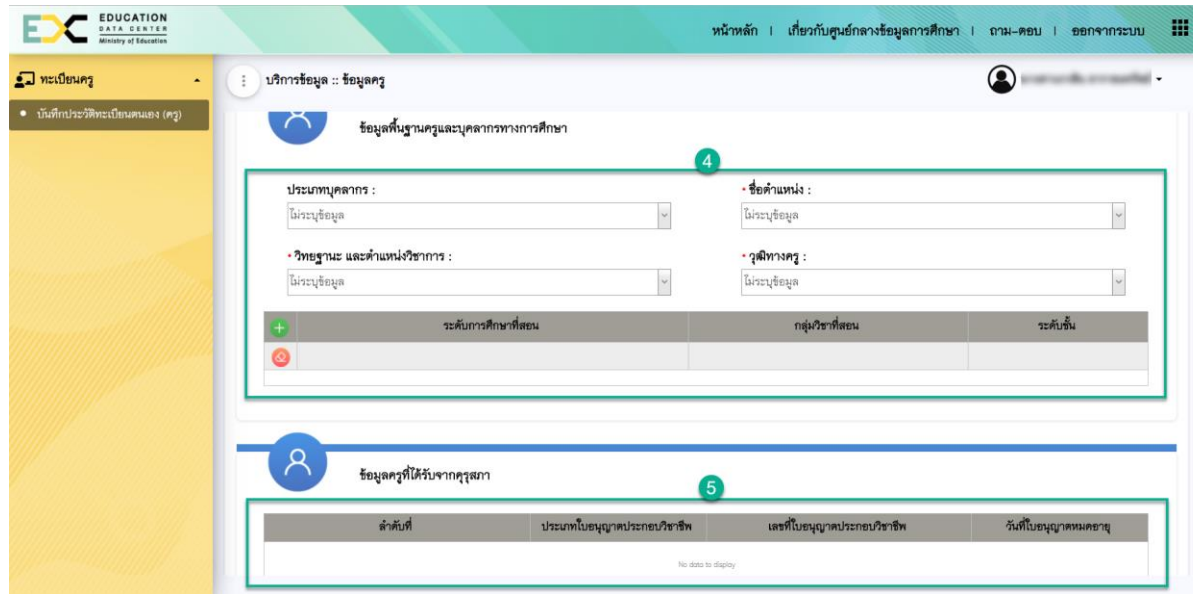 EDUCATION
DATA CENTER
Ministry of Education
หน้าหลัก | เกี่ยวกับศูนย์กลางข้อมูลการศึกษา | ถาม-ตอบ | ออกจากระบบ
ทะเบียนครู
บริการข้อมูล :: ข้อมูลครู
บันทึกประวัติทะเบียนตนเอง (ครู)
ข้อมูลพื้นฐานครูและบุคลากรทางการศึกษา
4
ประเภทบุคลากร : * ชื่อตำแหน่ง :
ไม่ระบุข้อมูล ไม่ระบุข้อมูล
* วิทยฐานะ และตำแหน่งวิชาการ : * วุฒิทางครู :
ไม่ระบุข้อมูล ไม่ระบุข้อมูล
ระดับการศึกษาที่สอน กลุ่มวิชาที่สอน ระดับชั้น
ข้อมูลครูที่ได้รับจากคุรุสภา
5
ลำดับที่ ประเภทใบอนุญาตประกอบวิชาชีพ เลขที่ใบอนุญาตประกอบวิชาชีพ วันที่ใบอนุญาตหมดอายุ
No data to display